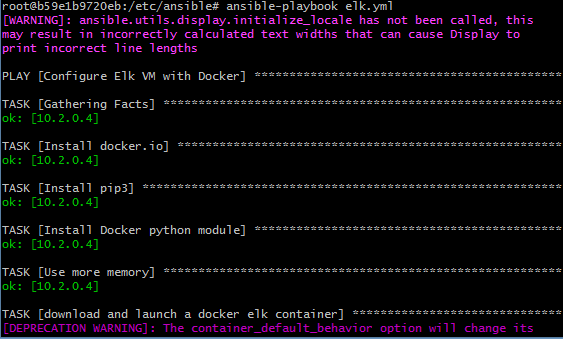 root@b59e1b9720eb:/etc/ansible# ansible-playbook elk.yml
[WARNING]: ansible.utils.display.initialize_locale has not been called, this
may result in incorrectly calculated text widths that can cause Display to
print incorrect line lengths
PLAY [Configure Elk VM with Docker] ********************************************
TASK [Gathering Facts] *********************************************************
ok: [10.2.0.4]
TASK [Install docker.io] *******************************************************
ok: [10.2.0.4]
TASK [Install pip3] ************************************************************
ok: [10.2.0.4]
TASK [Install Docker python module] ********************************************
ok: [10.2.0.4]
TASK [Use more memory] *********************************************************
ok: [10.2.0.4]
TASK [download and launch a docker elk container] ******************************
[DEPRECATION WARNING]: The container_default_behavior option will change its